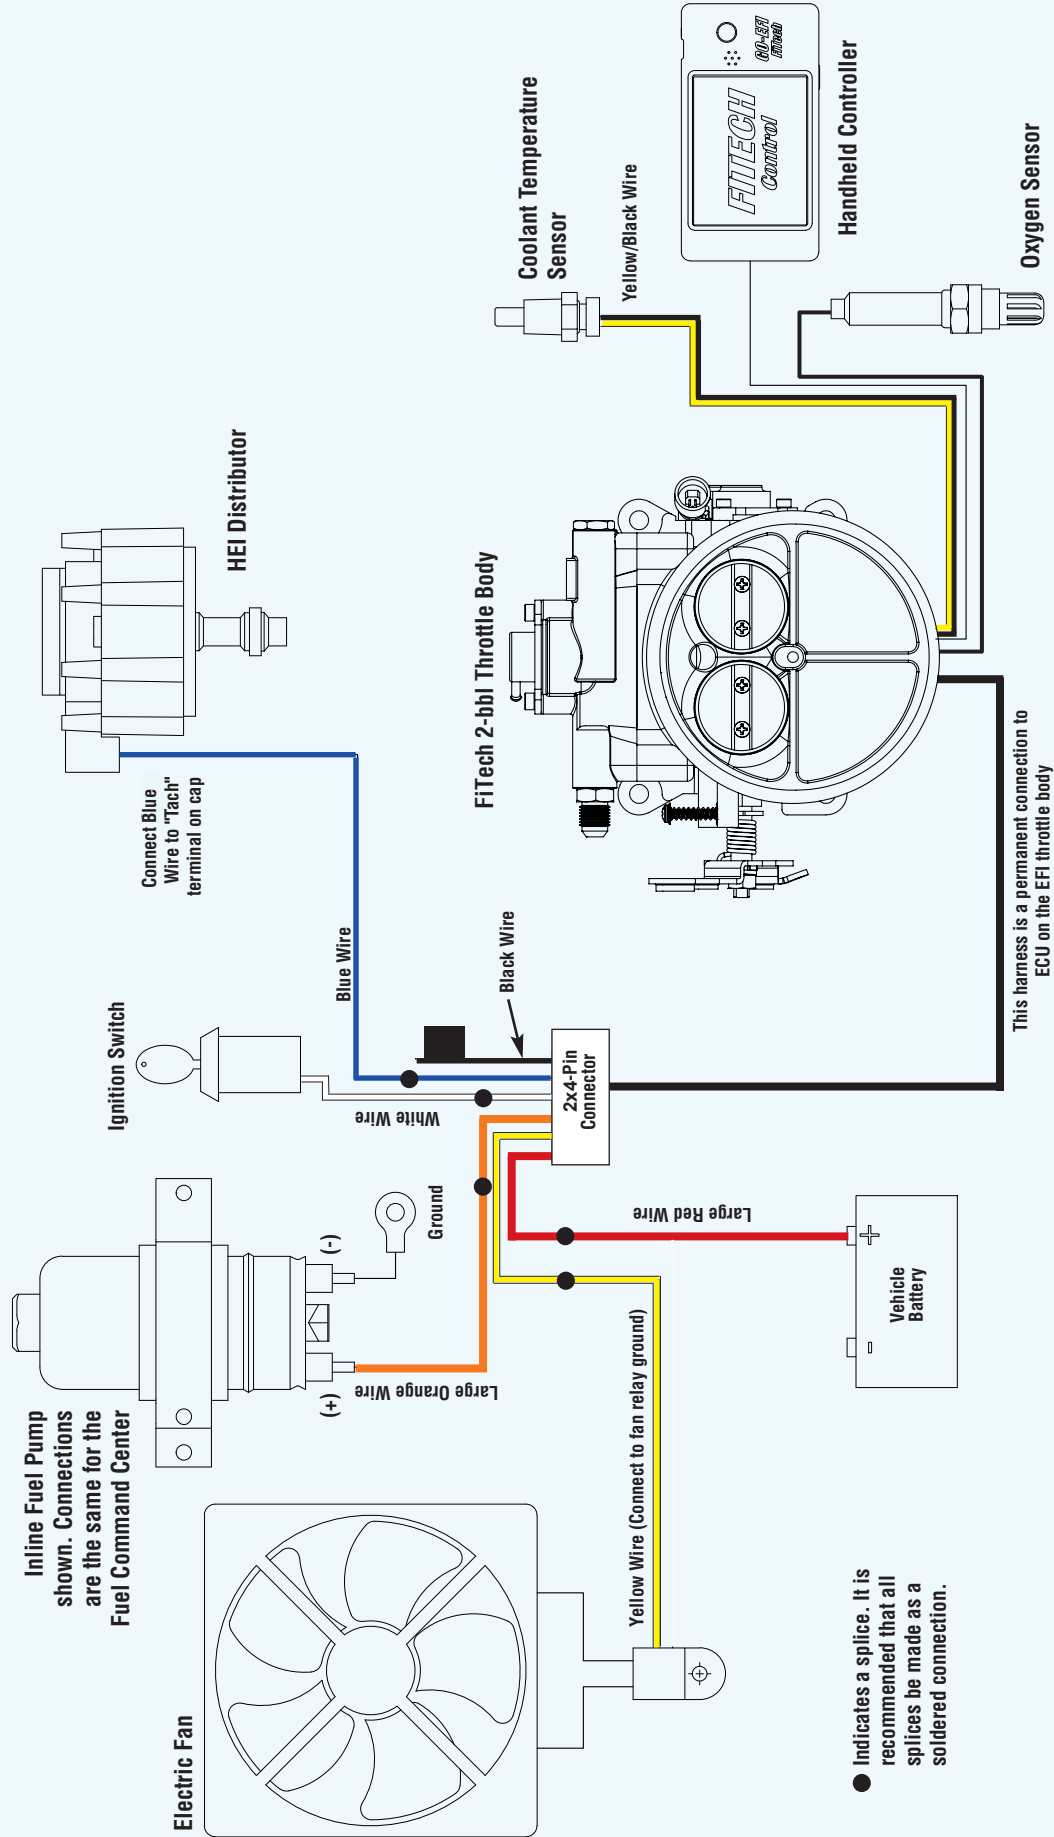 Inline Fuel Pump
shown. Connections
are the same for the
Fuel Command Center
Electric Fan
(+)
(-)
Ground
Large Orange Wire
Ignition Switch
White Wire
HEI Distributor
Connect Blue
Wire to "Tach"
terminal on cap
Blue Wire
Black Wire
2x4-Pin
Connector
Large Red Wire
Yellow Wire (Connect to fan relay ground)
Vehicle
Battery
+
-
FiTech 2-bbl Throttle Body
Coolant Temperature
Sensor
Yellow/Black Wire
FITECH
Control
GO-EFI
FiTech
Handheld Controller
Oxygen Sensor
This harness is a permanent connection to
ECU on the EFI throttle body
Indicates a splice. It is
recommended that all
splices be made as a
soldered connection.